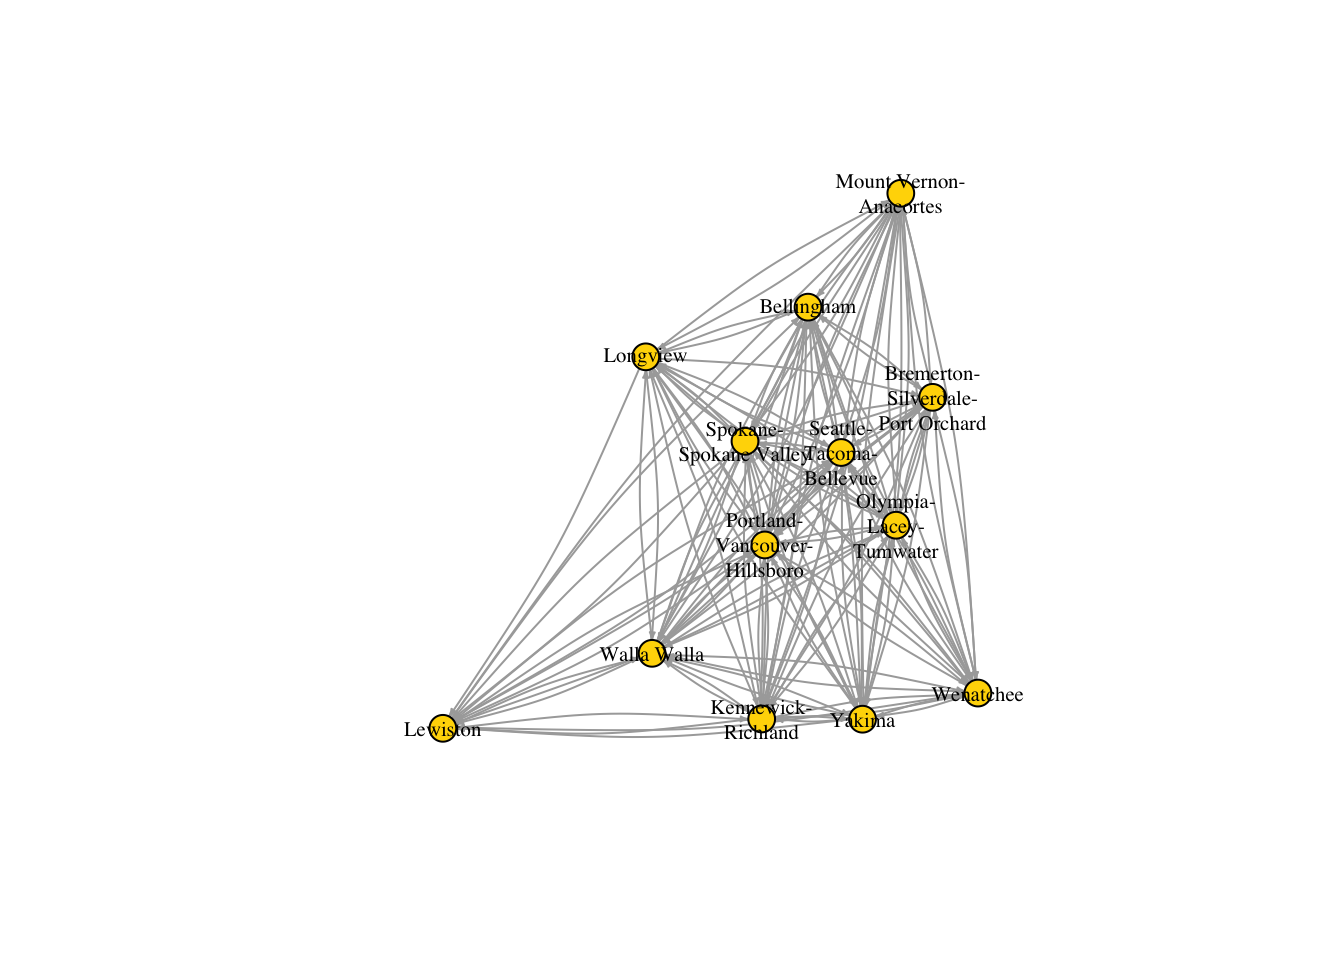 Mount Vernon-
Anacortes
Bellingham
Longview
Bremerton-
Silverdale-
Port Orchard
Spokane-
Spokane Valley
Seattle-
Tacoma-
Bellevue
Olympia-
Lacey-
Tumwater
Portland-
Vancouver-
Hillsboro
Walla Walla
Wenatchee
Kennewick-
Richland
Yakima
Lewiston